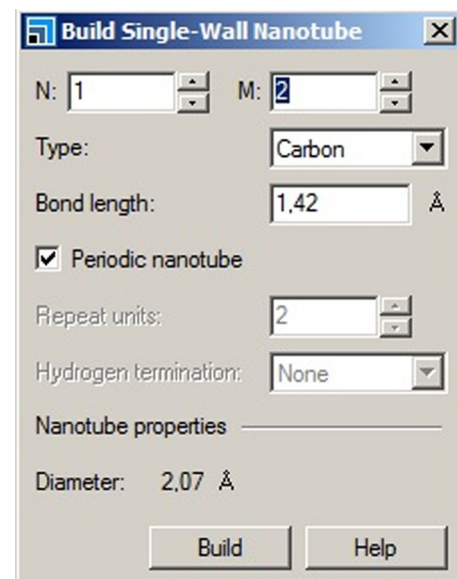 Build Single-Wall Nanotube
N: 1 M: 2
Type: Carbon
Bond length: 1,42 Å
Periodic nanotube
Repeat units: 2
Hydrogen termination: None
Nanotube properties
Diameter: 2,07 Å
Build Help